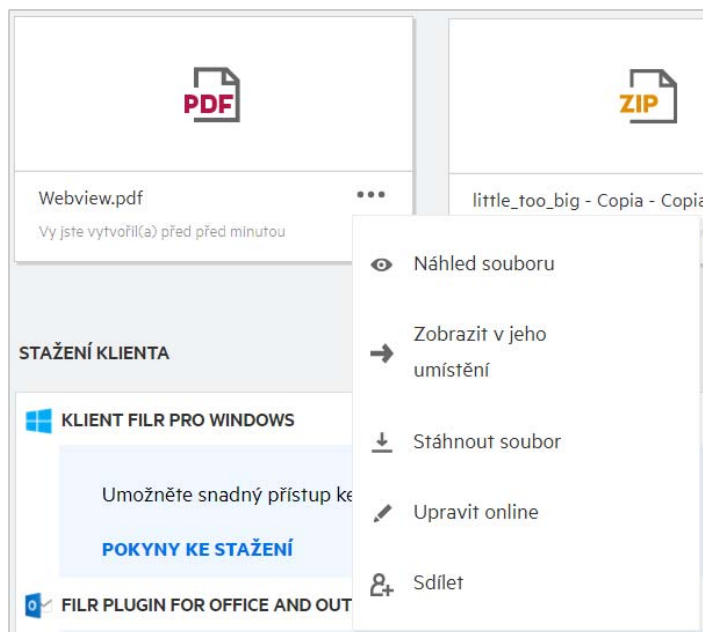 PDF
ZIP
Webview.pdf
little_too_big - Copia - Copia
Vy jste vytvořil(a) před před minutou
Náhled souboru
Zobrazit v jeho
umístění
STAŽENÍ KLIENTA
KLIENT FILR PRO WINDOWS
Stáhnout soubor
Umožněte snadný přístup ke
Upravit online
POKYNY KE STAŽENÍ
Sdílet
FILR PLUGIN FOR OFFICE AND OUT